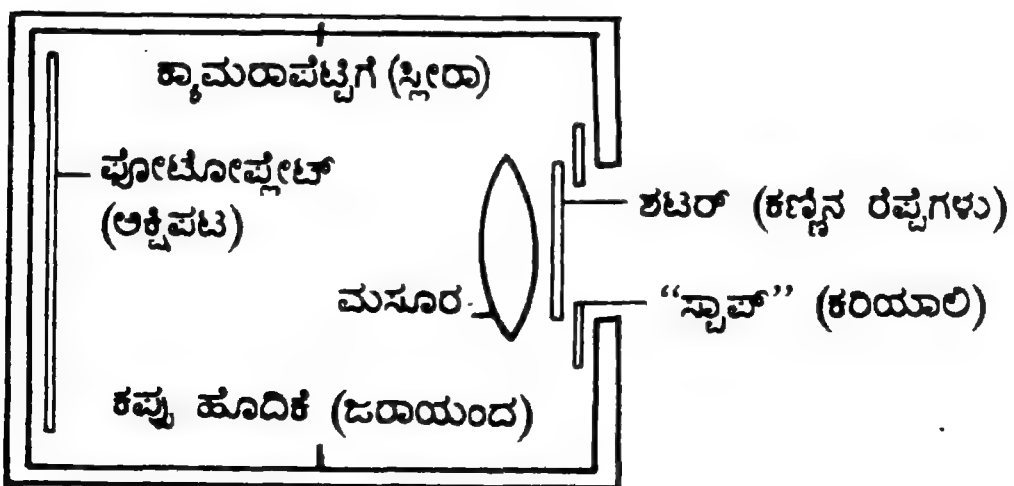 ಕ್ಯಾಮರಾಪೆಟ್ಟಿಗೆ (ಸ್ಲೀರಾ)
ಫೋಟೋಪ್ಲೇಟ್
(ಅಕ್ಷಿಪಟ)
ಶಟರ್ (ಕಣ್ಣಿನ ರೆಪ್ಪೆಗಳು)
ಮಸೂರ
“ಸ್ಟಾಪ್” (ಕರಿಯಾಲಿ)
ಕಪ್ಪು ಹೊದಿಕೆ (ಜರಾಯಂದ)